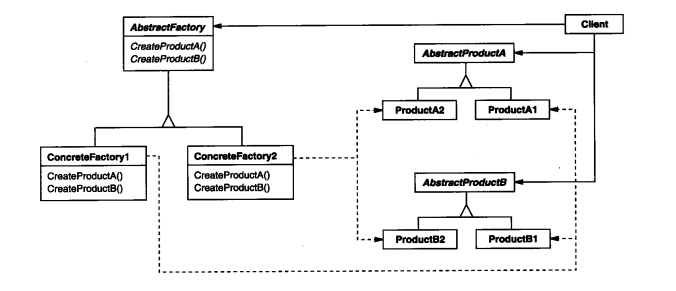 AbstractFactory
CreateProductA()
CreateProductB()
Client
AbstractProductA
ProductA2
ProductA1
ConcreteFactory1
CreateProductA()
CreateProductB()
ConcreteFactory2
CreateProductA()
CreateProductB()
AbstractProductB
ProductB2
ProductB1